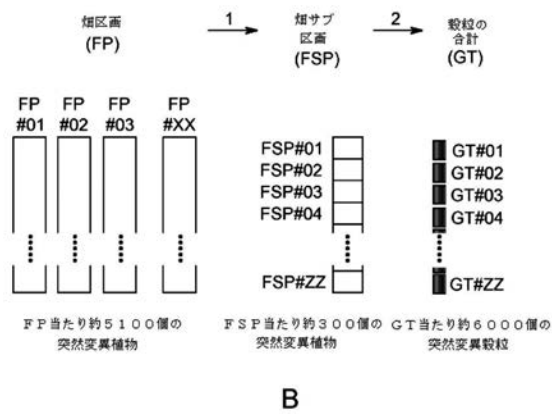 畑区画
(FP)
1
畑サブ
区画
(FSP)
2
穀粒の
合計
(GT)
FP
#01
FP
#02
FP
#03
FP
#XX
FSP#01
FSP#02
FSP#03
FSP#04
FSP#ZZ
GT#01
GT#02
GT#03
GT#04
GT#ZZ
FP当たり約5100個の
突然変異植物
FSP当たり約300個の
突然変異植物
GT当たり約6000個の
突然変異穀粒
B